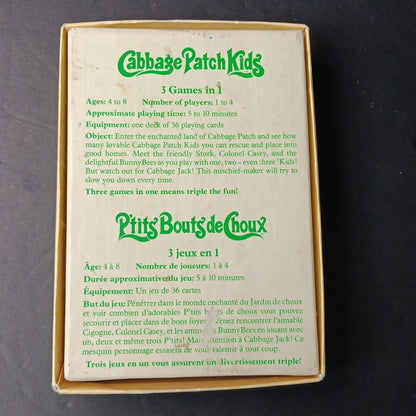 Cabbage Patch Kids
3 Games in 1
Ages: 4 to 8 Number of players: 1 to 4
Approximate playing time: 5 to 10 minutes
Equipment: one deck of 36 playing cards
Object: Enter the enchanted land of Cabbage Patch and see how
many lovable Cabbage Patch Kids you can rescue and place into
good homes. Meet the friendly Stork, Colonel Casey, and the
delightful BunnyBees as you play with one, two – even three 'Kids!
But watch out for Cabbage Jack! This mischief-maker will try to
slow you down every time.
Three games in one means triple the fun!
P'tits Bouts de Choux
3 jeux en 1
Âge: 4 à 8 Nombre de joueurs: 1 à 4
Durée approximative du jeu: 5 à 10 minutes
Équipement: Un jeu de 36 cartes
But du jeu: Pénétrer dans le monde enchanté du Jardin de choux
et voir combien d'adorables P'tits bouts de choux vous pouvez
secourir et placer dans de bons foyers. Venez rencontrer l'aimable
Cigogne, Colonel Casey, et les amusants BunnyBees en jouant avec
un, deux et même trois P'tits! Mais attention à Cabbage Jack! Ce
mesquin personnage essaiera de vous ralentir à tout coup.
Trois jeux en un vous assurent un divertissement triple!